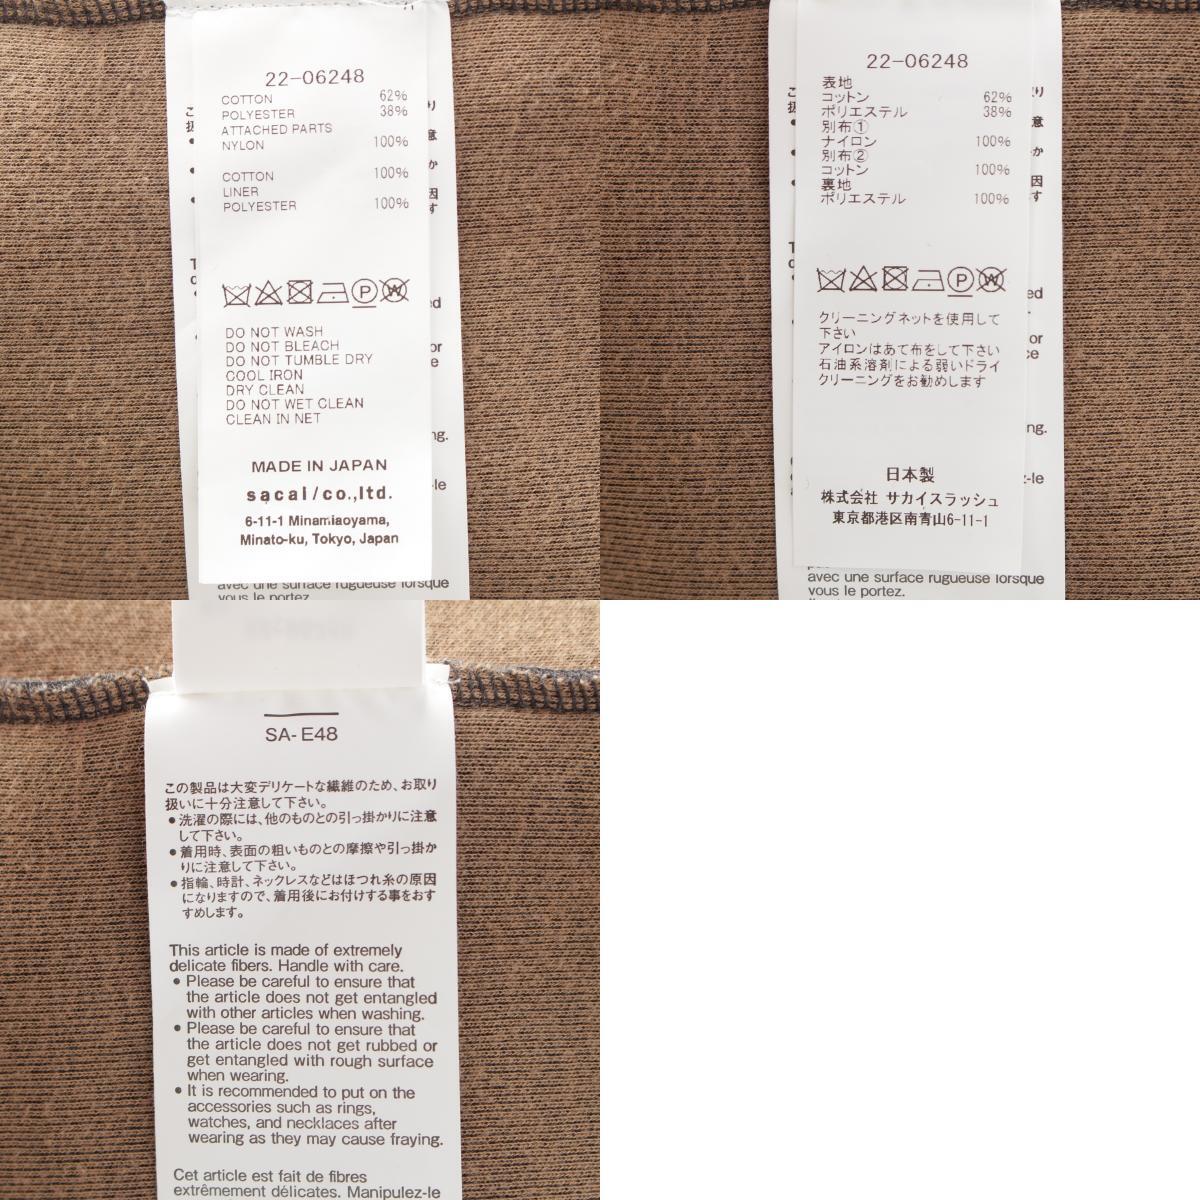 22-06248
COTTON 62%
POLYESTER 38%
ATTACHED PARTS
NYLON 100%
COTTON 100%
LINER
POLYESTER 100%
DO NOT WASH
DO NOT BLEACH
DO NOT TUMBLE DRY
COOL IRON
DRY CLEAN
DO NOT WET CLEAN
CLEAN IN NET
MADE IN JAPAN
sacai/co.,ltd.
6-11-1 Minamiaoyama,
Minato-ku, Tokyo, Japan
avec une surface rugueuse lorsque
vous le portez
22-06248
表地
コットン 62%
ポリエステル 38%
別布①
ナイロン 100%
別布②
コットン 100%
裏地
ポリエステル 100%
クリーニングネットを使用して
下さい
アイロンはあて布をして下さい
石油系溶剤による弱いドライ
クリーニングをお勧めします
日本製
株式会社 サカイスラッシュ
東京都港区南青山6-11-1
avec une surface rugueuse lorsque
vous le portez.
SA- E48
この製品は大変デリケートな繊維のため、お取り
扱いに十分注意して下さい。
● 洗濯の際には、他のものとの引っ掛かりに注意
して下さい。
● 着用時、表面の粗いものとの摩擦や引っ掛か
りに注意して下さい。
● 指輪、時計、ネックレスなどはほつれ糸の原因
になりますので、着用後にお付けする事をおす
すめします。
This article is made of extremely
delicate fibers. Handle with care.
● Please be careful to ensure that
the article does not get entangled
with other articles when washing.
● Please be careful to ensure that
the article does not get rubbed or
get entangled with rough surface
when wearing.
● It is recommended to put on the
accessories such as rings,
watches, and necklaces after
wearing as they may cause fraying.
Cet article est fait de fibres
extrêmement délicates. Manipulez-le